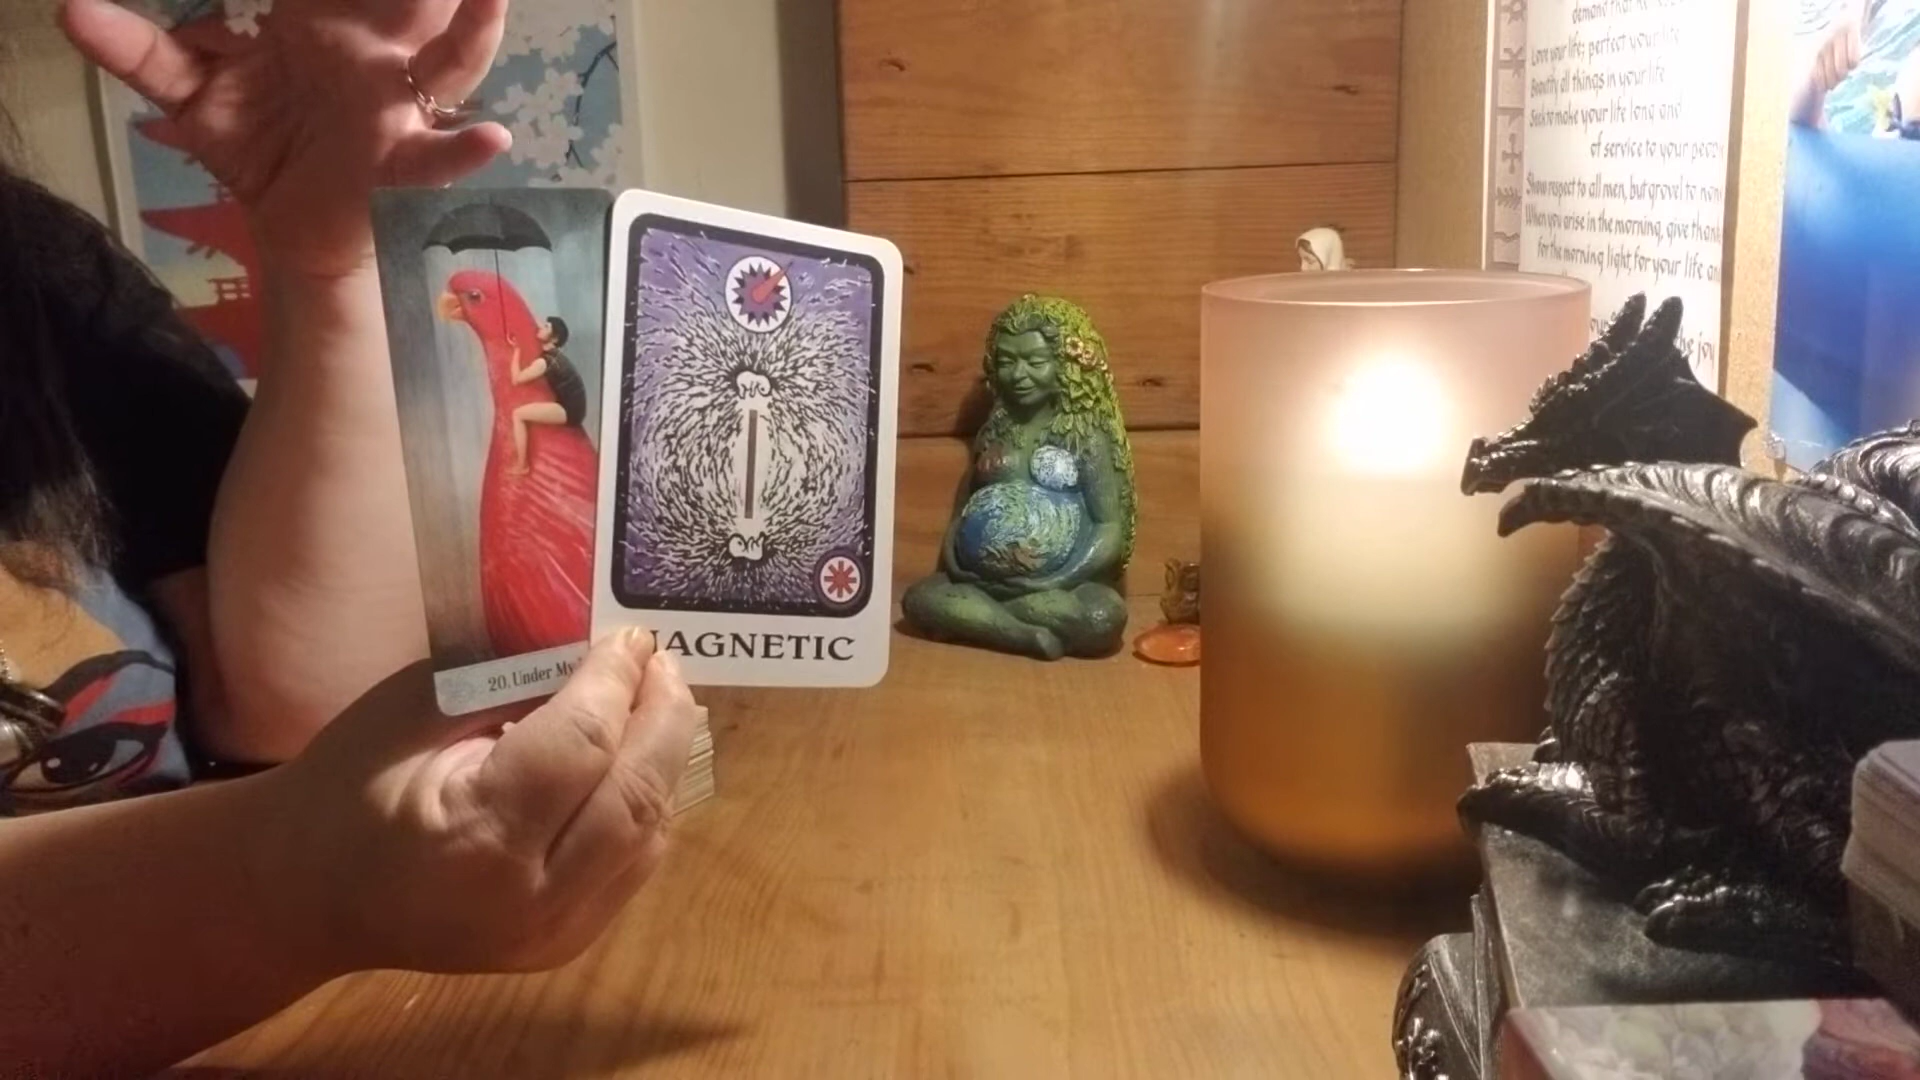 20. Under My
MAGNETIC
demand that
Love your life; perfect your life
Beautify all things in your life
Seek to make your life long and
of service to your people
Show respect to all men, but grovel to none
When you arise in the morning, give thanks
for the morning light, for your life and
the joy